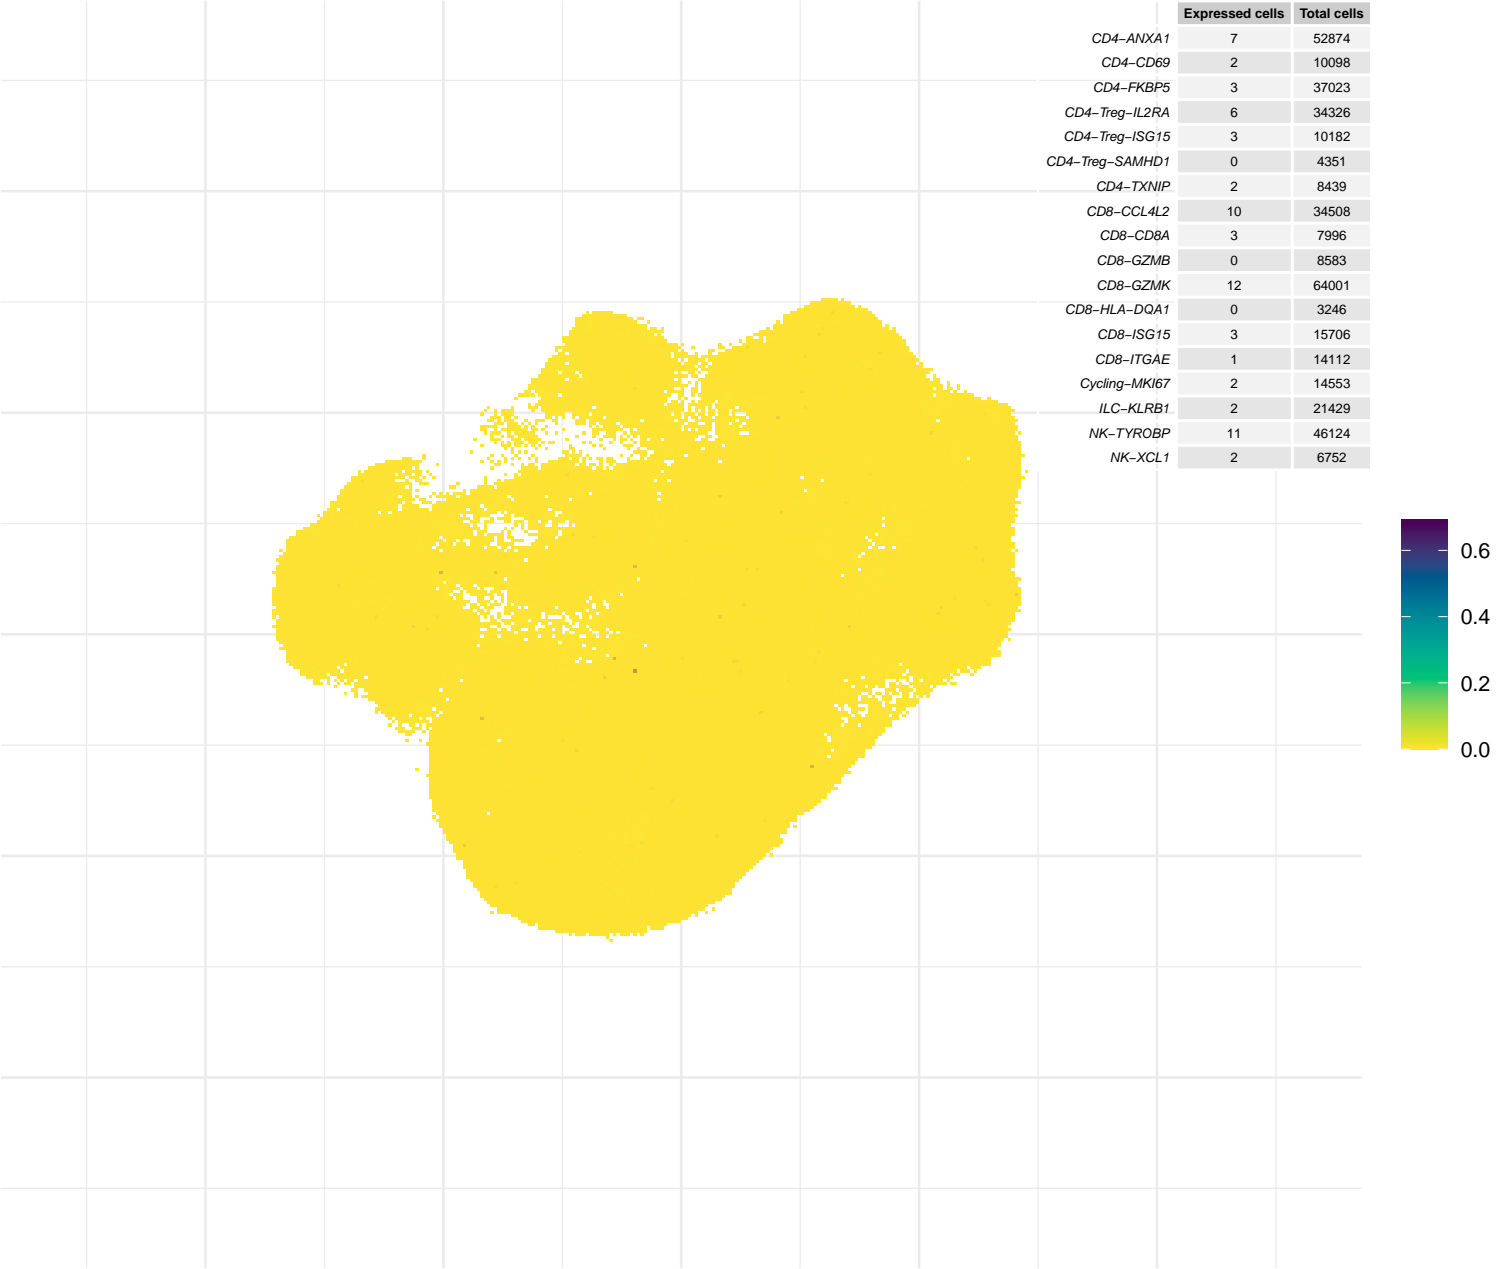 Expressed cells Total cells
CD4−ANXA1 7 52874
CD4−CD69 2 10098
CD4−FKBP5 3 37023
CD4−Treg−IL2RA 6 34326
CD4−Treg−ISG15 3 10182
CD4−Treg−SAMHD1 0 4351
CD4−TXNIP 2 8439
CD8−CCL4L2 10 34508
CD8−CD8A 3 7996
CD8−GZMB 0 8583
CD8−GZMK 12 64001
CD8−HLA−DQA1 0 3246
CD8−ISG15 3 15706
CD8−ITGAE 1 14112
Cycling−MKI67 2 14553
ILC−KLRB1 2 21429
NK−TYROBP 11 46124
NK−XCL1 2 6752
0.6
0.4
0.2
0.0